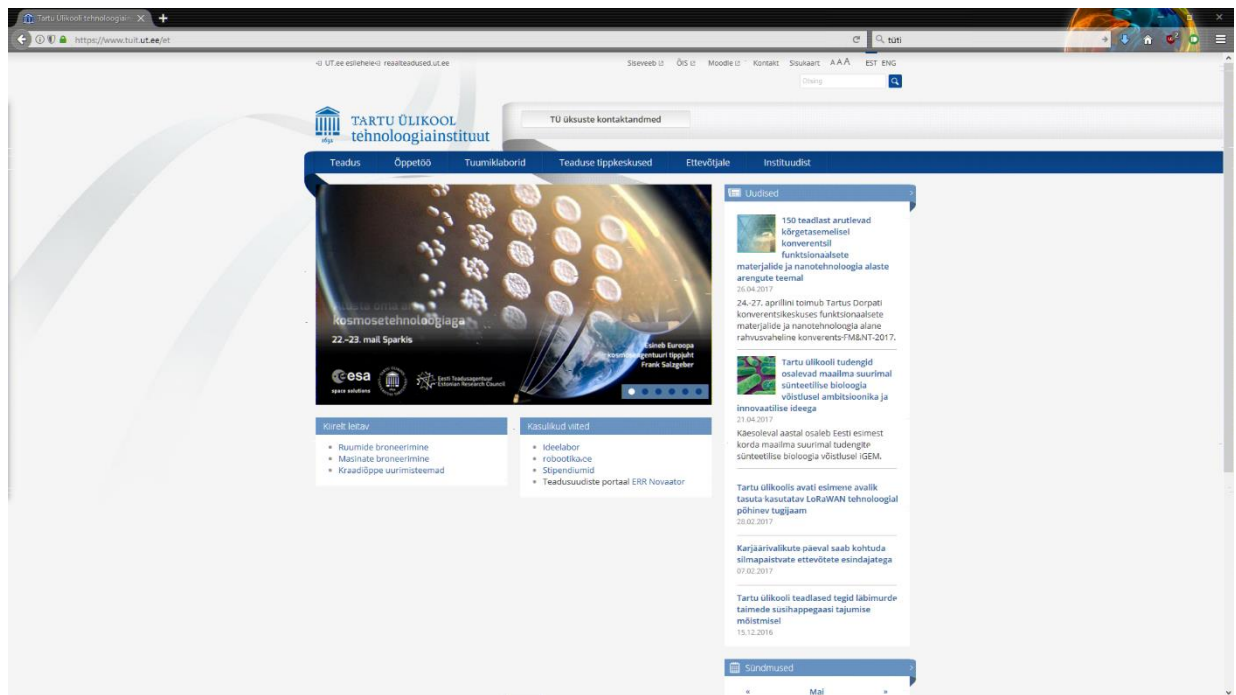 Tartu Ülikooli tehnoloogiain
https://www.tuit.ut.ee/et
tüti
UT.ee esilehele reaalteadused.ut.ee
Siseveeb ÕIS Moodle Kontakt Sisukaart A A A EST ENG
Otsing
TARTU ÜLIKOOL
tehnoloogiainstituut
1632
TÜ üksuste kontaktandmed
Teadus Õppetöö Tuumiklaborid Teaduse tippkeskused Ettevõtjale Instituudist
kosmosetehnoloogiaga
22.–23. mail Sparkis
Esineb Euroopa
kosmoseagentuuri tippjuht
Frank Salzgeber
esa
space solutions
Eesti Teadusagentuur
Estonian Research Council
Kiirelt leitav
Ruumide broneerimine
Masinate broneerimine
Kraadiõppe uurimisteemad
Kasulikud viited
Ideelabor
robootika.ee
Stipendiumid
Teadusuudiste portaal ERR Novaator
Uudised
150 teadlast arutlevad
kõrgetasemelisel
konverentsil
funktsionaalsete
materjalide ja nanotehnoloogia alaste
arengute teemal
26.04.2017
24.-27. aprillini toimub Tartus Dorpati
konverentsikeskuses funktsionaalsete
materjalide ja nanotehnoloogia alane
rahvusvaheline konverents FM&NT-2017.
Tartu ülikooli tudengid
osalevad maailma suurimal
sünteetilise bioloogia
võistlusel ambitsioonika ja
innovaatilise ideega
21.04.2017
Käesoleval aastal osaleb Eesti esimest
korda maailma suurimal tudengite
sünteetilise bioloogia võistlusel iGEM.
Tartu ülikoolis avati esimene avalik
tasuta kasutatav LoRaWAN tehnoloogial
põhinev tugijaam
28.02.2017
Karjäärivalikute päeval saab kohtuda
silmapaistvate ettevõtete esindajatega
07.02.2017
Tartu ülikooli teadlased tegid läbimurde
taimede süsihappegaasi tajumise
mõistmisel
15.12.2016
Sündmused
« Mai »